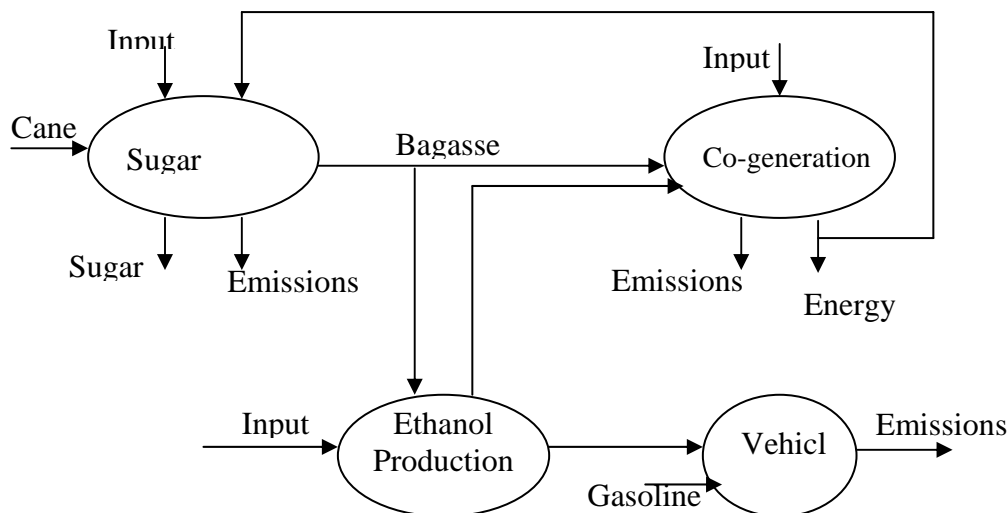 Input
Input
Cane
Sugar
Bagasse
Co-generation
Sugar
Emissions
Emissions
Energy
Input
Ethanol
Production
Vehicl
Emissions
Gasoline